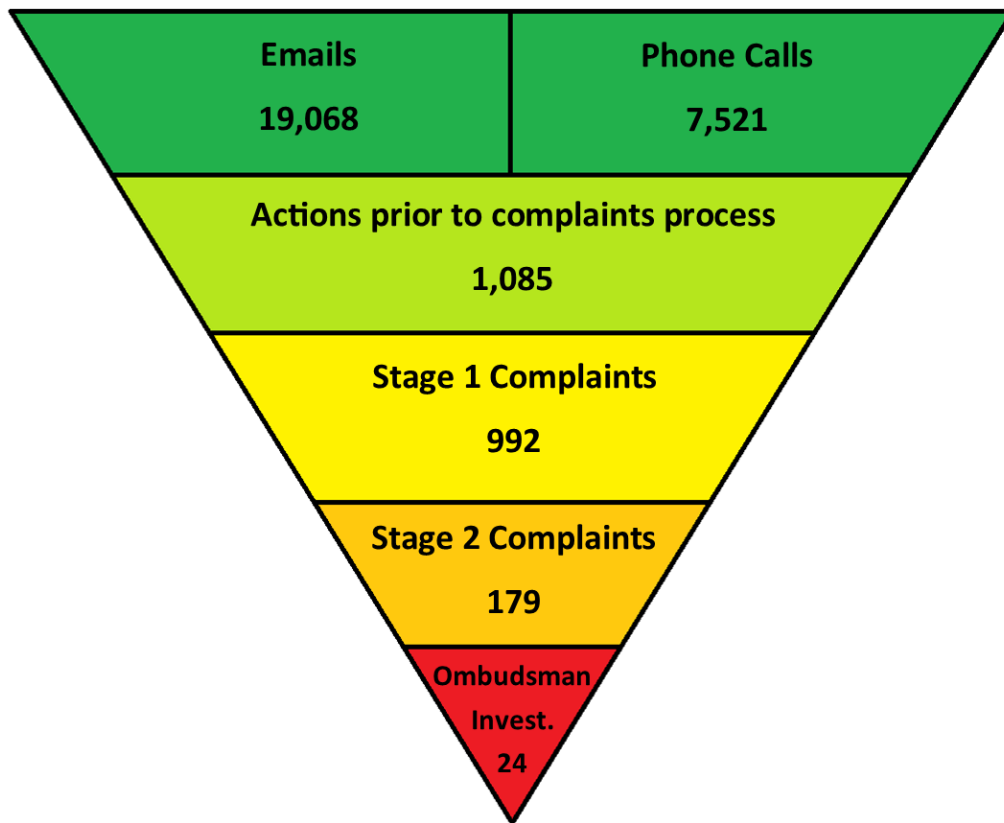 Emails
19,068
Phone Calls
7,521
Actions prior to complaints process
1,085
Stage 1 Complaints
992
Stage 2 Complaints
179
Ombudsman
Invest.
24